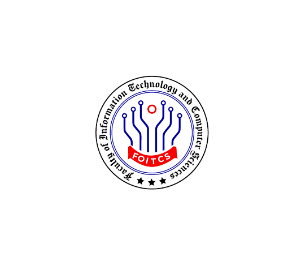 Faculty of Information Technology and Computer Sciences
FOITCS